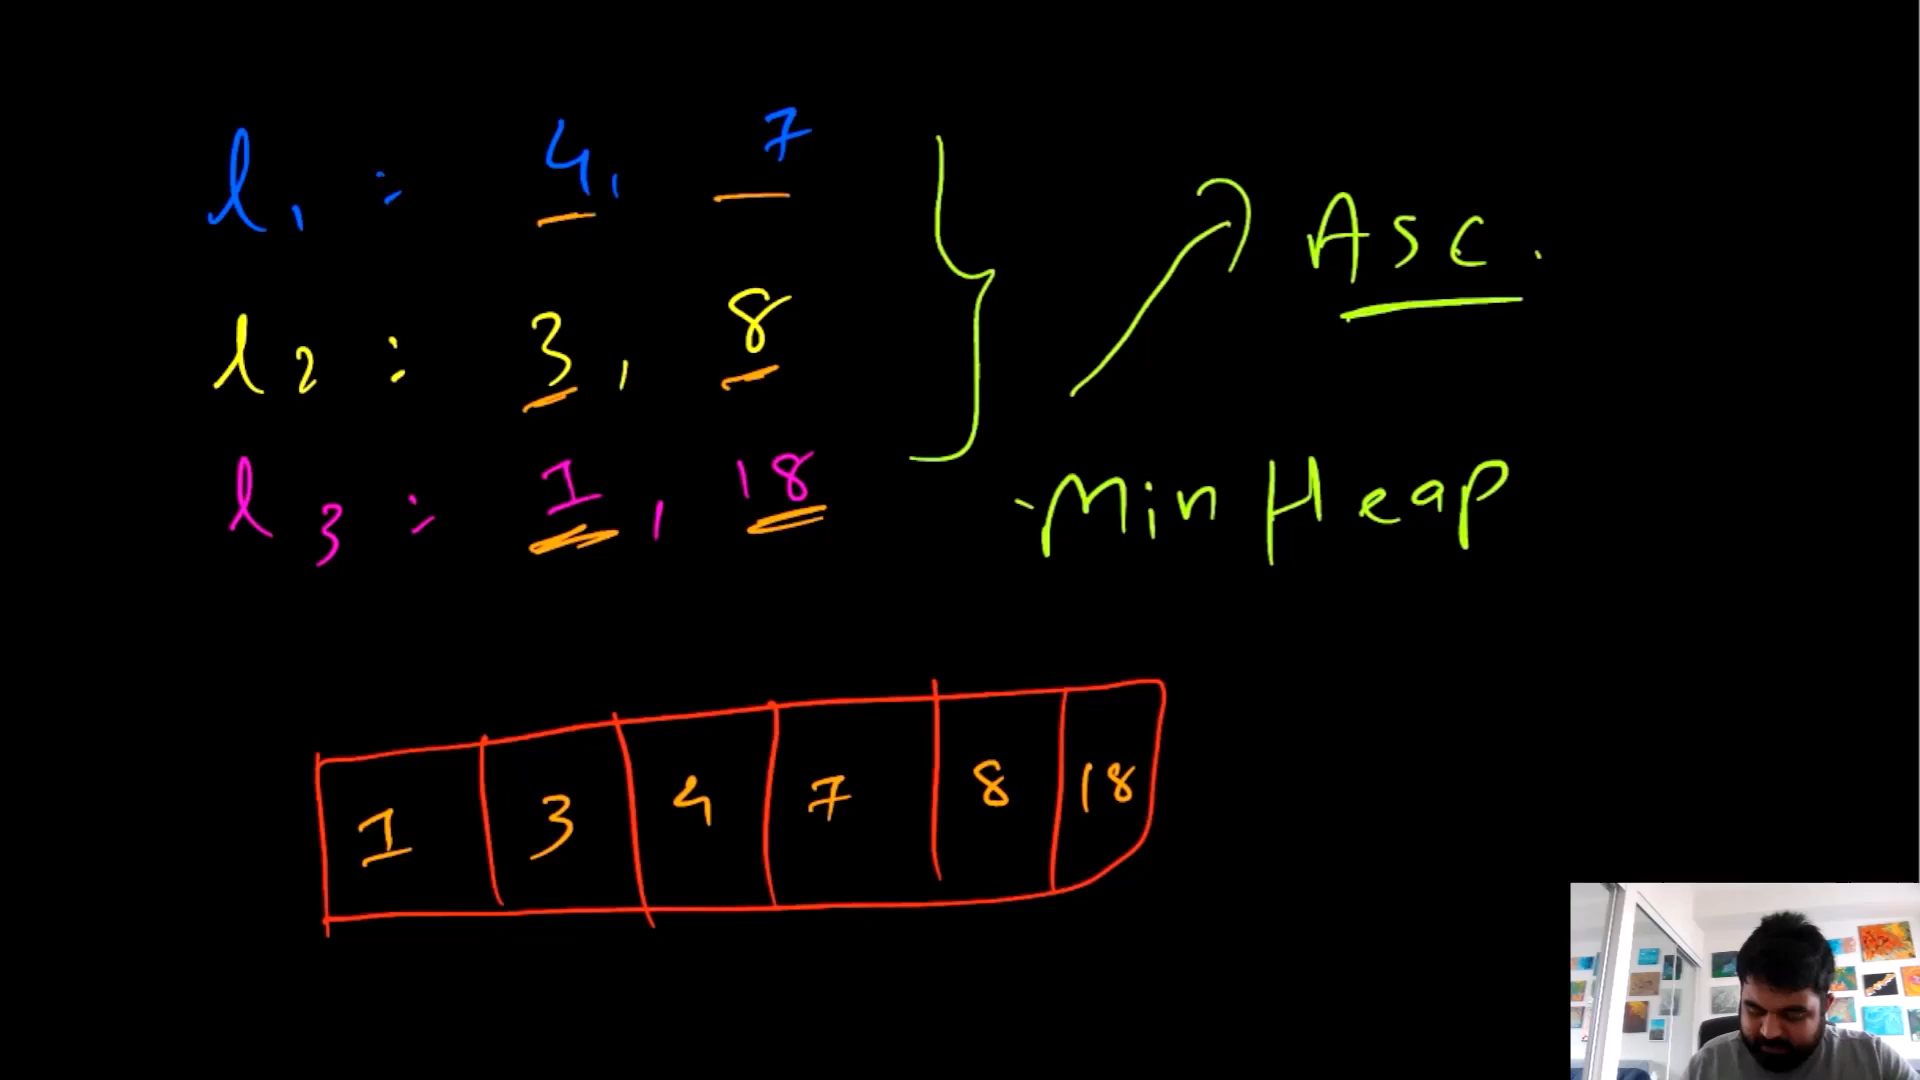 l1 : 4, 7
l2 : 3, 8
l3 : 1, 18
Asc.
Min Heap
1 3 4 7 8 18